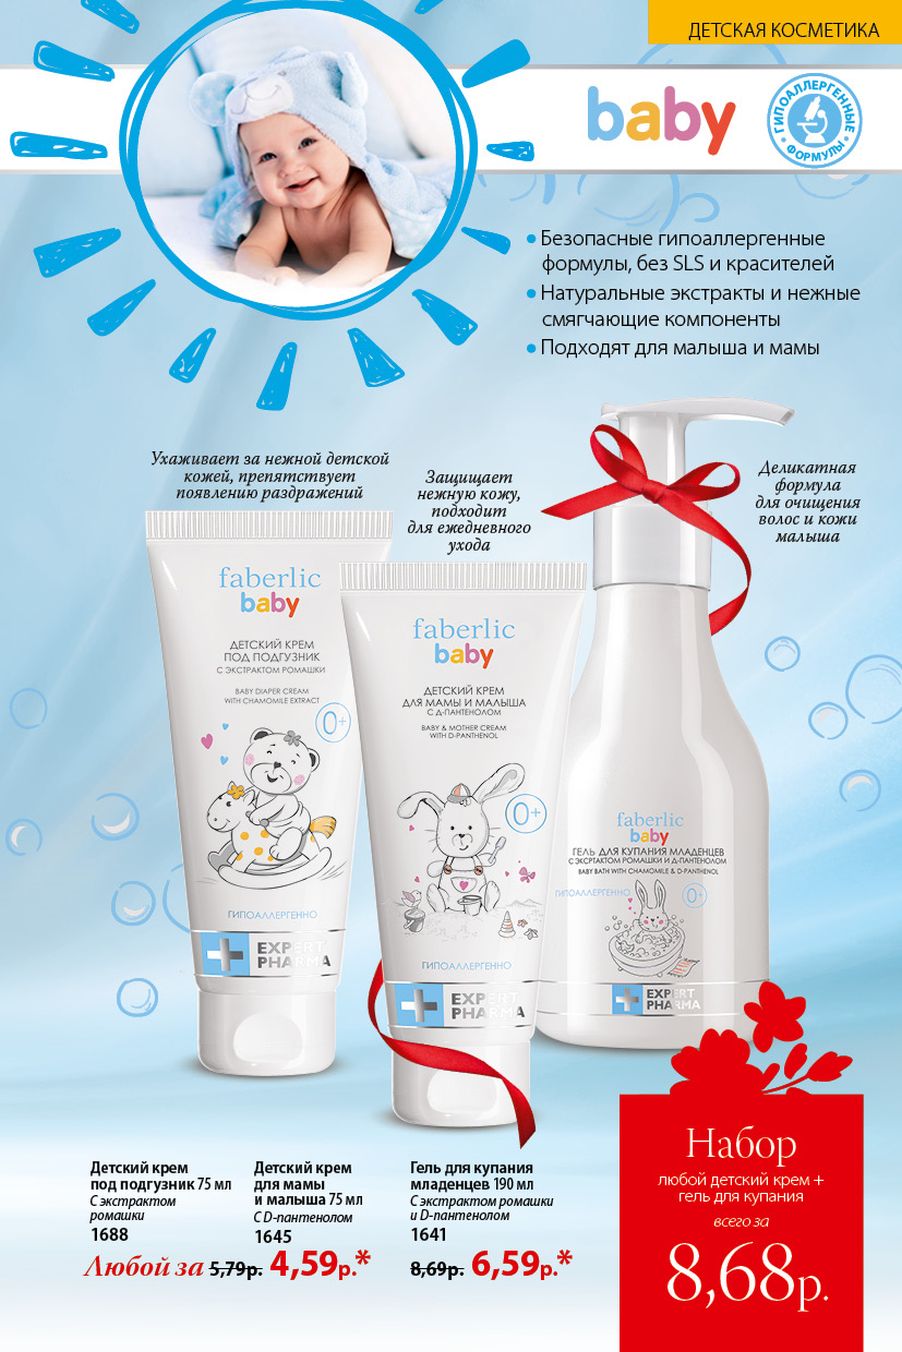 ДЕТСКАЯ КОСМЕТИКА
baby
ГИПОАЛЛЕРГЕННЫЕ
ФОРМУЛЫ
• Безопасные гипоаллергенные
формулы, без SLS и красителей
• Натуральные экстракты и нежные
смягчающие компоненты
• Подходят для малыша и мамы
Ухаживает за нежной детской
кожей, препятствует
появлению раздражений
Защищает
нежную кожу,
подходит
для ежедневного
ухода
Деликатная
формула
для очищения
волос и кожи
малыша
faberlic
baby
ДЕТСКИЙ КРЕМ
ПОД ПОДГУЗНИК
С ЭКСТРАКТОМ РОМАШКИ
BABY DIAPER CREAM
WITH CHAMOMILE EXTRACT
0+
ГИПОАЛЛЕРГЕННО
EXPERT
PHARMA
faberlic
baby
ДЕТСКИЙ КРЕМ
ДЛЯ МАМЫ И МАЛЫША
С Д-ПАНТЕНОЛОМ
BABY & MOTHER CREAM
WITH D-PANTHENOL
0+
ГИПОАЛЛЕРГЕННО
EXPERT
PHARMA
faberlic
baby
ГЕЛЬ ДЛЯ КУПАНИЯ МЛАДЕНЦЕВ
С ЭКСТРАКТОМ РОМАШКИ И Д-ПАНТЕНОЛОМ
BABY BATH WITH CHAMOMILE & D-PANTHENOL
ГИПОАЛЛЕРГЕННО
0+
EXPERT
PHARMA
Детский крем
под подгузник 75 мл
С экстрактом
ромашки
1688
Детский крем
для мамы
и малыша 75 мл
С D-пантенолом
1645
Любой за 5,79р. 4,59р.*
Гель для купания
младенцев 190 мл
С экстрактом ромашки
и D-пантенолом
1641
8,69р. 6,59р.*
Набор
любой детский крем +
гель для купания
всего за
8,68р.